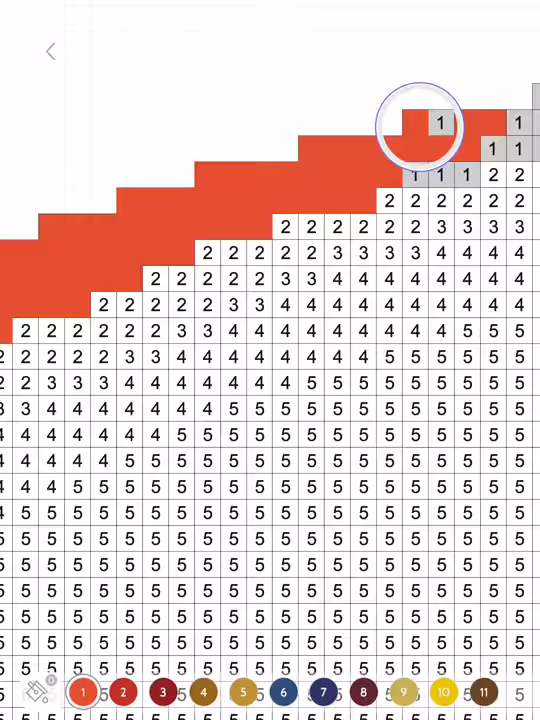 1 1
1 1
1 1 1 2 2
2 2 2 2 2 2
2 2 2 2 2 2 3 3 3 3
2 2 2 2 2 3 3 3 3 4 4 4 4
2 2 2 2 2 3 3 4 4 4 4 4 4 4 4
2 2 2 2 2 3 3 4 4 4 4 4 4 4 4 4 4
2 2 2 2 2 2 3 3 4 4 4 4 4 4 4 4 4 5 5 5
2 2 2 2 2 3 3 4 4 4 4 4 4 4 4 5 5 5 5 5 5
2 2 3 3 3 4 4 4 4 4 4 4 5 5 5 5 5 5 5 5 5
3 3 4 4 4 4 4 4 4 5 5 5 5 5 5 5 5 5 5 5 5
4 4 4 4 4 4 4 5 5 5 5 5 5 5 5 5 5 5 5 5 5
4 4 4 4 4 5 5 5 5 5 5 5 5 5 5 5 5 5 5 5 5
4 4 4 5 5 5 5 5 5 5 5 5 5 5 5 5 5 5 5 5 5
4 5 5 5 5 5 5 5 5 5 5 5 5 5 5 5 5 5 5 5 5
5 5 5 5 5 5 5 5 5 5 5 5 5 5 5 5 5 5 5 5 5
5 5 5 5 5 5 5 5 5 5 5 5 5 5 5 5 5 5 5 5 5
5 5 5 5 5 5 5 5 5 5 5 5 5 5 5 5 5 5 5 5 5
5 5 5 5 5 5 5 5 5 5 5 5 5 5 5 5 5 5 5 5 5
5 5 5 5 5 5 5 5 5 5 5 5 5 5 5 5 5 5 5 5 5
5 5 5 5 5 5 5 5 5 5 5 5 5 5 5 5 5 5 5 5 5
0 1 2 3 4 5 6 7 8 9 10 11 5